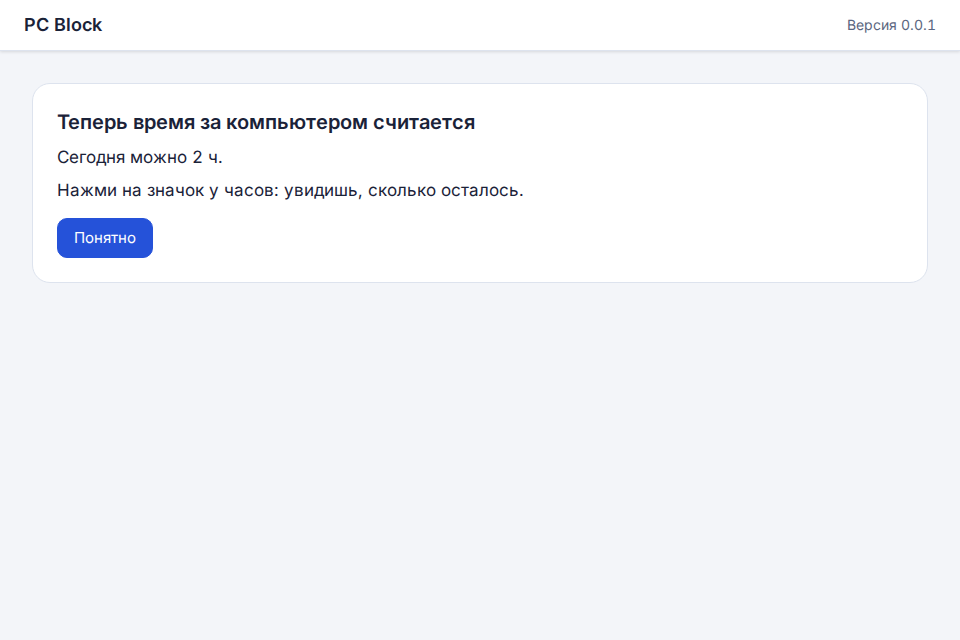 PC Block
Версия 0.0.1
Теперь время за компьютером считается
Сегодня можно 2 ч.
Нажми на значок у часов: увидишь, сколько осталось.
Понятно